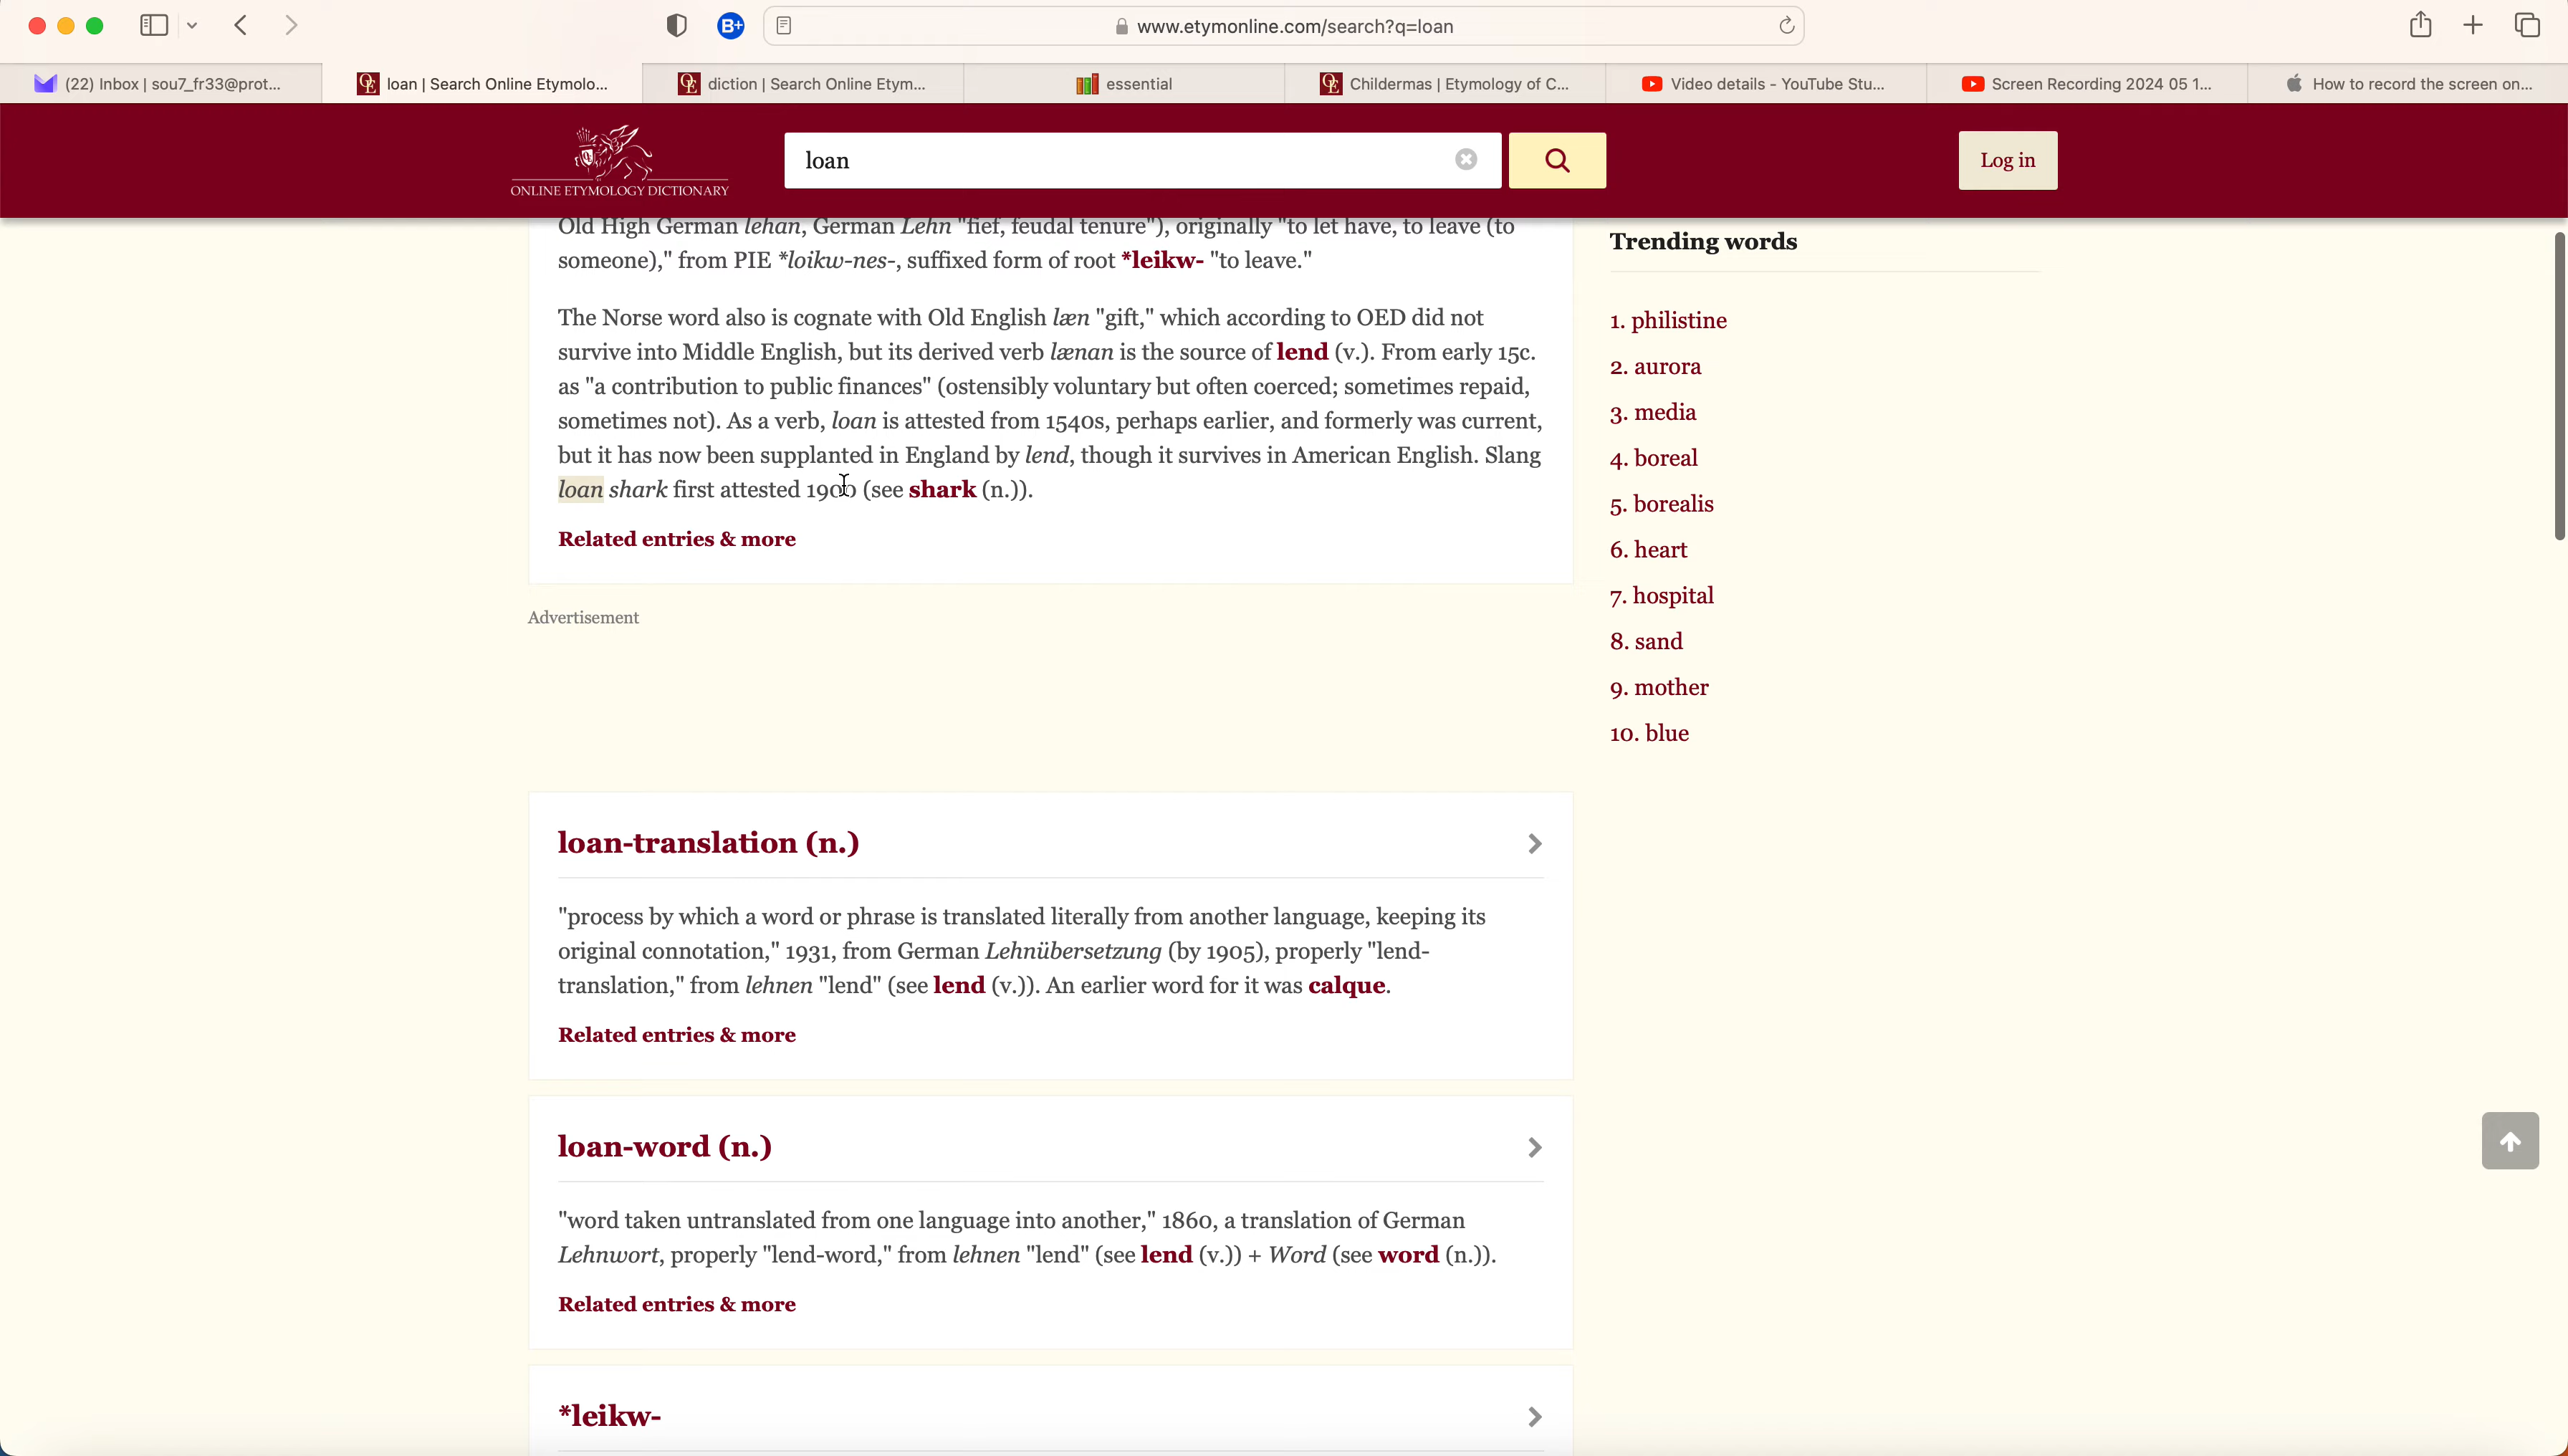 B+
www.etymonline.com/search?q=loan
(22) Inbox | sou7_fr33@prot...
loan | Search Online Etymolo...
diction | Search Online Etym...
essential
Childermas | Etymology of C...
Video details - YouTube Stu...
Screen Recording 2024 05 1...
How to record the screen on...
ONLINE ETYMOLOGY DICTIONARY
loan
Log in
Old High German lehan, German Lehn "fief, feudal tenure"), originally "to let have, to leave (to
someone)," from PIE *loikw-nes-, suffixed form of root *leikw- "to leave."
The Norse word also is cognate with Old English læn "gift," which according to OED did not
survive into Middle English, but its derived verb lænan is the source of lend (v.). From early 15c.
as "a contribution to public finances" (ostensibly voluntary but often coerced; sometimes repaid,
sometimes not). As a verb, loan is attested from 1540s, perhaps earlier, and formerly was current,
but it has now been supplanted in England by lend, though it survives in American English. Slang
loan shark first attested 1900 (see shark (n.)).
Related entries & more
Advertisement
loan-translation (n.)
"process by which a word or phrase is translated literally from another language, keeping its
original connotation," 1931, from German Lehnübersetzung (by 1905), properly "lend-
translation," from lehnen "lend" (see lend (v.)). An earlier word for it was calque.
Related entries & more
loan-word (n.)
"word taken untranslated from one language into another," 1860, a translation of German
Lehnwort, properly "lend-word," from lehnen "lend" (see lend (v.)) + Word (see word (n.)).
Related entries & more
*leikw-
Trending words
1. philistine
2. aurora
3. media
4. boreal
5. borealis
6. heart
7. hospital
8. sand
9. mother
10. blue